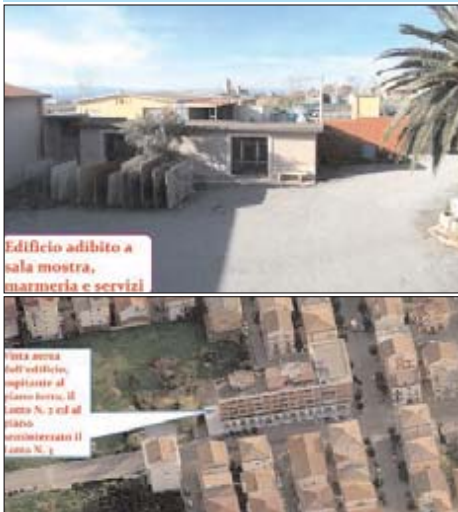 Edificio adibito a
sala mostra,
marmeria e servizi
Vista aerea
dell'edificio,
ospitante al
piano terra, il
Lotto N. 2 ed al
piano
seminterrato il
Lotto N. 3